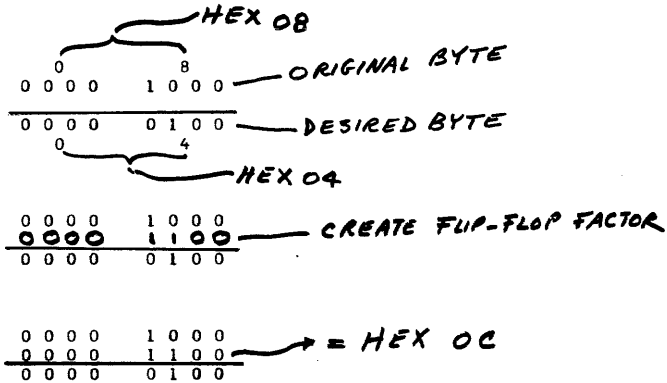 HEX 08
0 8
0 0 0 0 1 0 0 0 ORIGINAL BYTE
0 0 0 0 0 1 0 0 DESIRED BYTE
0 4
HEX 04
0 0 0 0 1 0 0 0
0 0 0 0 1 1 0 0 CREATE FLIP-FLOP FACTOR
0 0 0 0 0 1 0 0
0 0 0 0 1 0 0 0
0 0 0 0 1 1 0 0 = HEX 0C
0 0 0 0 0 1 0 0